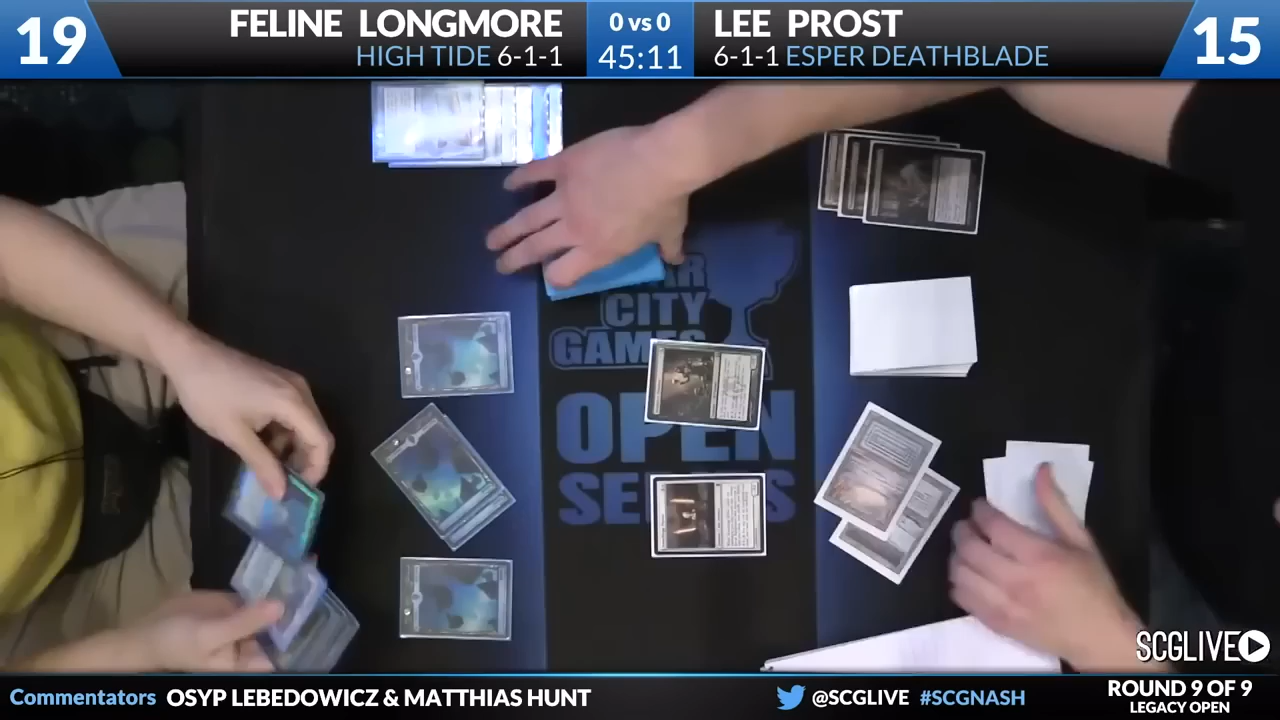 19
FELINE LONGMORE
HIGH TIDE 6-1-1
0 vs 0
45:11
LEE PROST
6-1-1 ESPER DEATHBLADE
15
CITY
GAMES
OPEN
SCGLIVE
Commentators OSYP LEBEDOWICZ & MATTHIAS HUNT
@SCGLIVE #SCGNASH
ROUND 9 OF 9
LEGACY OPEN